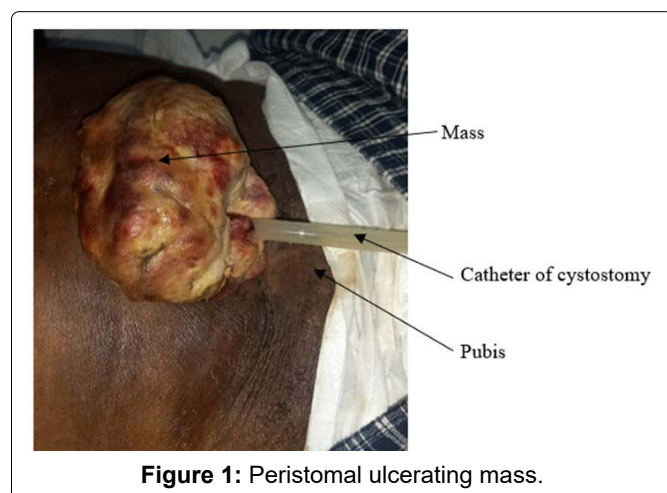 Mass
Catheter of cystostomy
Pubis
Figure 1: Peristomal ulcerating mass.